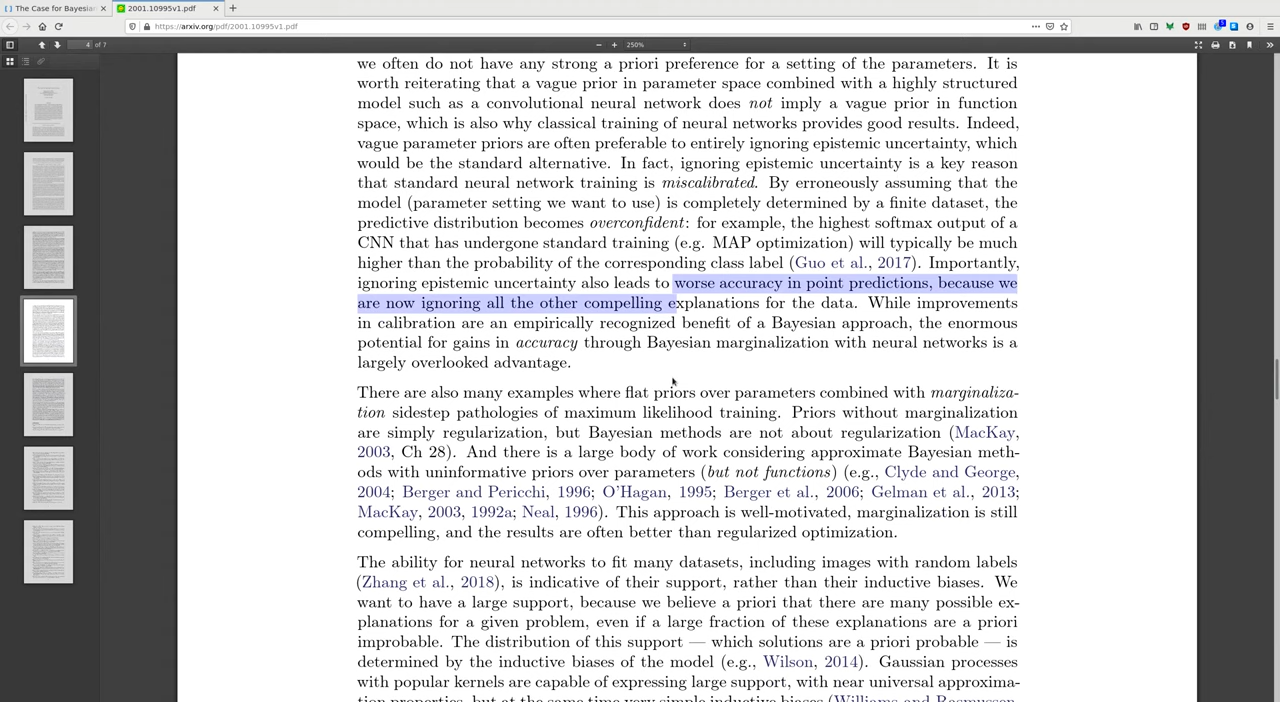 The Case for Bayesian
2001.10995v1.pdf
https://arxiv.org/pdf/2001.10995v1.pdf
4 of 7
250%
we often do not have any strong a priori preference for a setting of the parameters. It is
worth reiterating that a vague prior in parameter space combined with a highly structured
model such as a convolutional neural network does not imply a vague prior in function
space, which is also why classical training of neural networks provides good results. Indeed,
vague parameter priors are often preferable to entirely ignoring epistemic uncertainty, which
would be the standard alternative. In fact, ignoring epistemic uncertainty is a key reason
that standard neural network training is miscalibrated. By erroneously assuming that the
model (parameter setting we want to use) is completely determined by a finite dataset, the
predictive distribution becomes overconfident: for example, the highest softmax output of a
CNN that has undergone standard training (e.g. MAP optimization) will typically be much
higher than the probability of the corresponding class label (Guo et al., 2017). Importantly,
ignoring epistemic uncertainty also leads to worse accuracy in point predictions, because we
are now ignoring all the other compelling explanations for the data. While improvements
in calibration are an empirically recognized benefit of a Bayesian approach, the enormous
potential for gains in accuracy through Bayesian marginalization with neural networks is a
largely overlooked advantage.
There are also many examples where flat priors over parameters combined with marginaliza-
tion sidestep pathologies of maximum likelihood training. Priors without marginalization
are simply regularization, but Bayesian methods are not about regularization (MacKay,
2003, Ch 28). And there is a large body of work considering approximate Bayesian meth-
ods with uninformative priors over parameters (but not functions) (e.g., Clyde and George,
2004; Berger and Pericchi, 1996; O'Hagan, 1995; Berger et al., 2006; Gelman et al., 2013;
MacKay, 2003, 1992a; Neal, 1996). This approach is well-motivated, marginalization is still
compelling, and the results are often better than regularized optimization.
The ability for neural networks to fit many datasets, including images with random labels
(Zhang et al., 2018), is indicative of their support, rather than their inductive biases. We
want to have a large support, because we believe a priori that there are many possible ex-
planations for a given problem, even if a large fraction of these explanations are a priori
improbable. The distribution of this support — which solutions are a priori probable — is
determined by the inductive biases of the model (e.g., Wilson, 2014). Gaussian processes
with popular kernels are capable of expressing large support, with near universal approxima-
tion properties, but at the same time very simple inductive biases (Williams and Rasmussen,